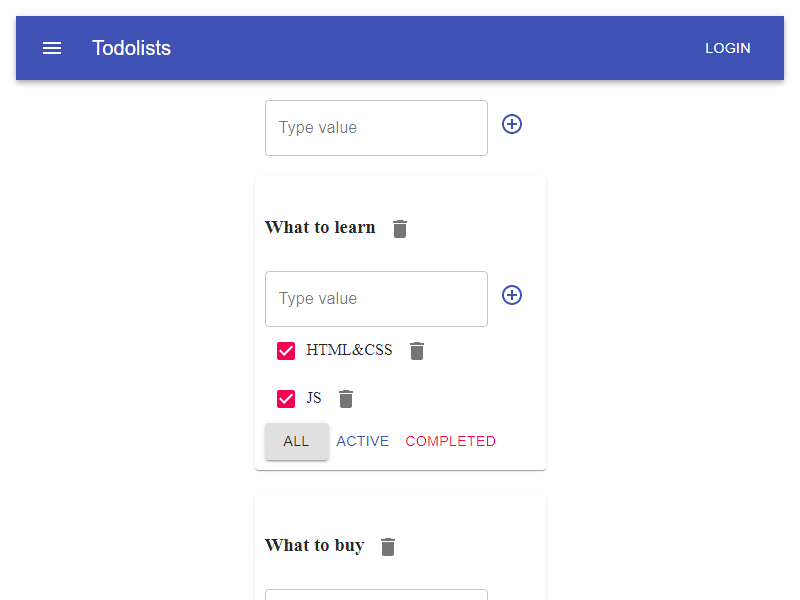 Todolists LOGIN
Type value
What to learn
Type value
HTML&CSS
JS
ALL ACTIVE COMPLETED
What to buy